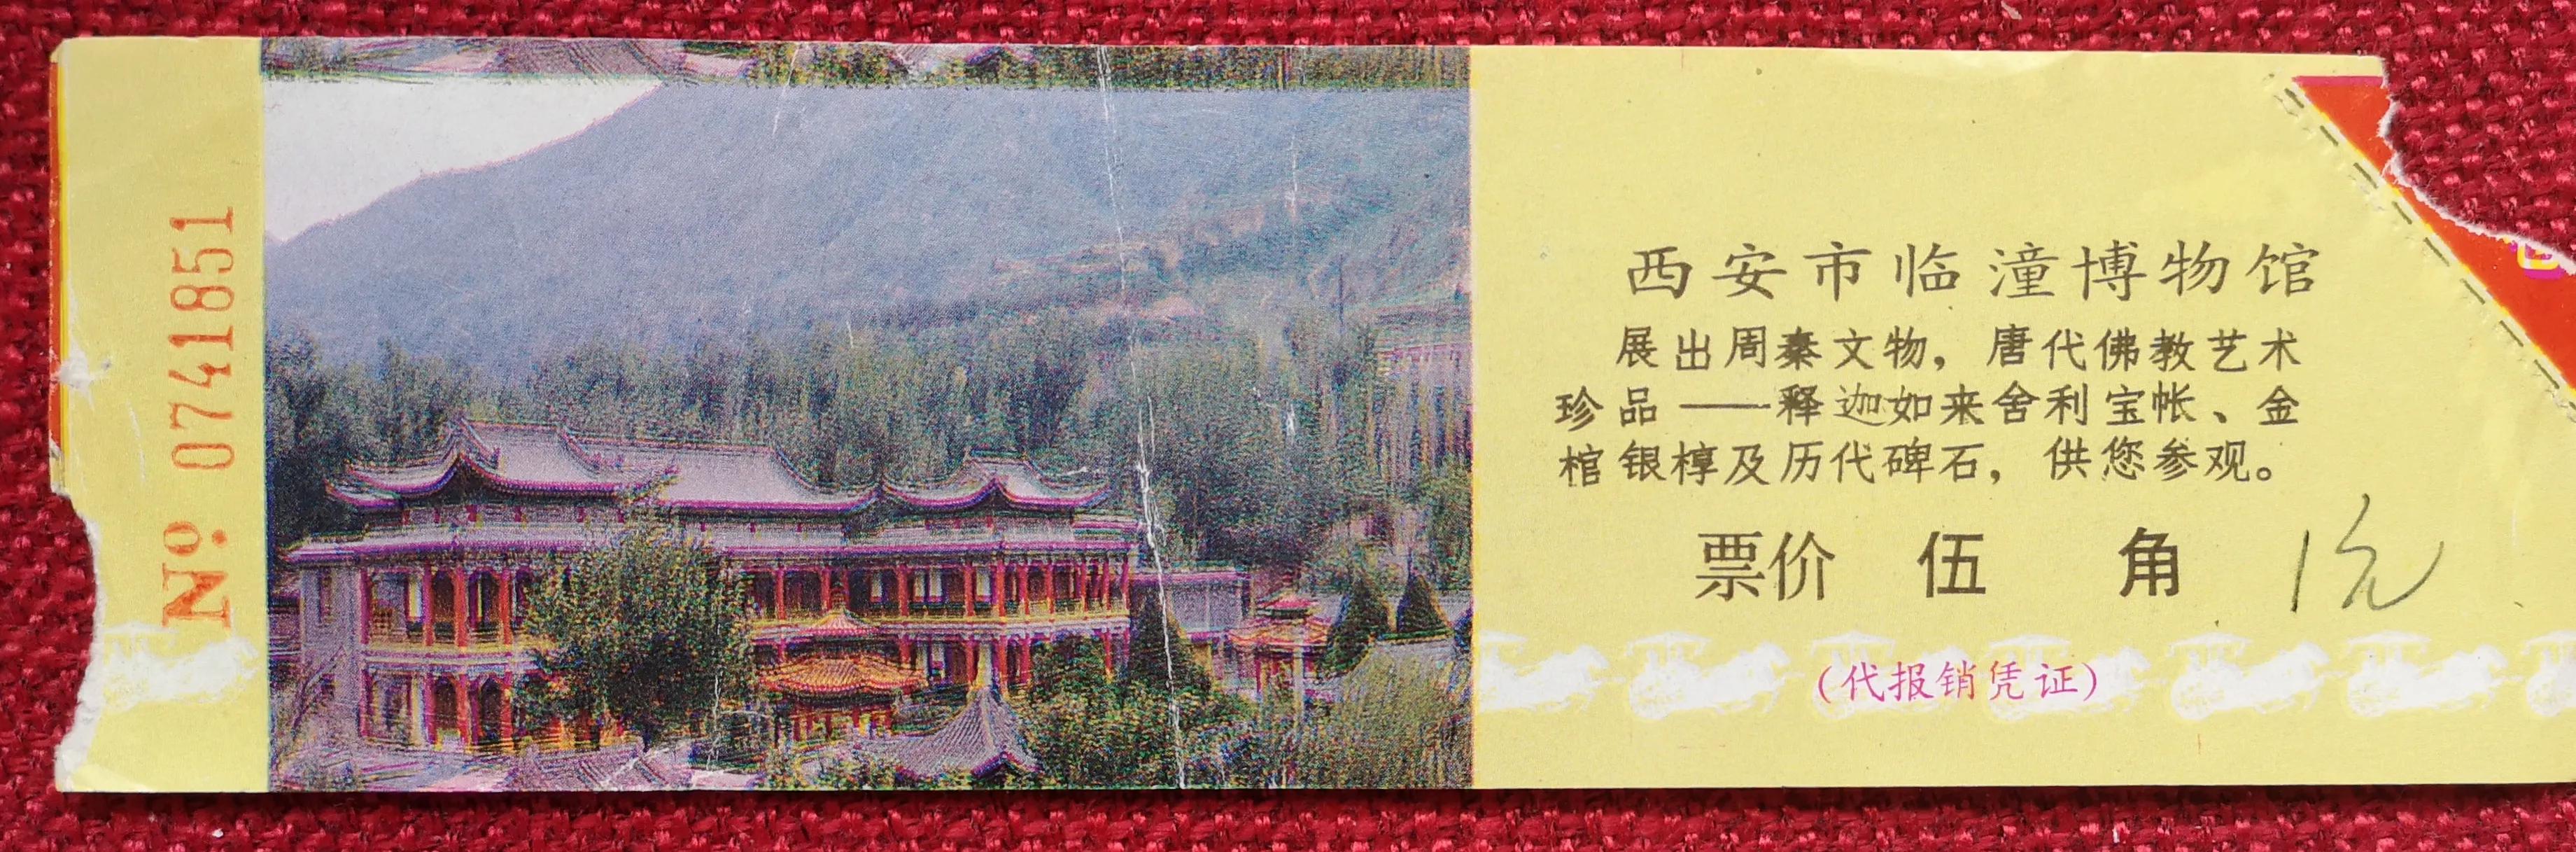 No. 0741851
西安市临潼博物馆
展出周秦文物，唐代佛教艺术
珍品——释迦如来舍利宝帐、金
棺银椁及历代碑石，供您参观。
票价 伍 角 1元
(代报销凭证)